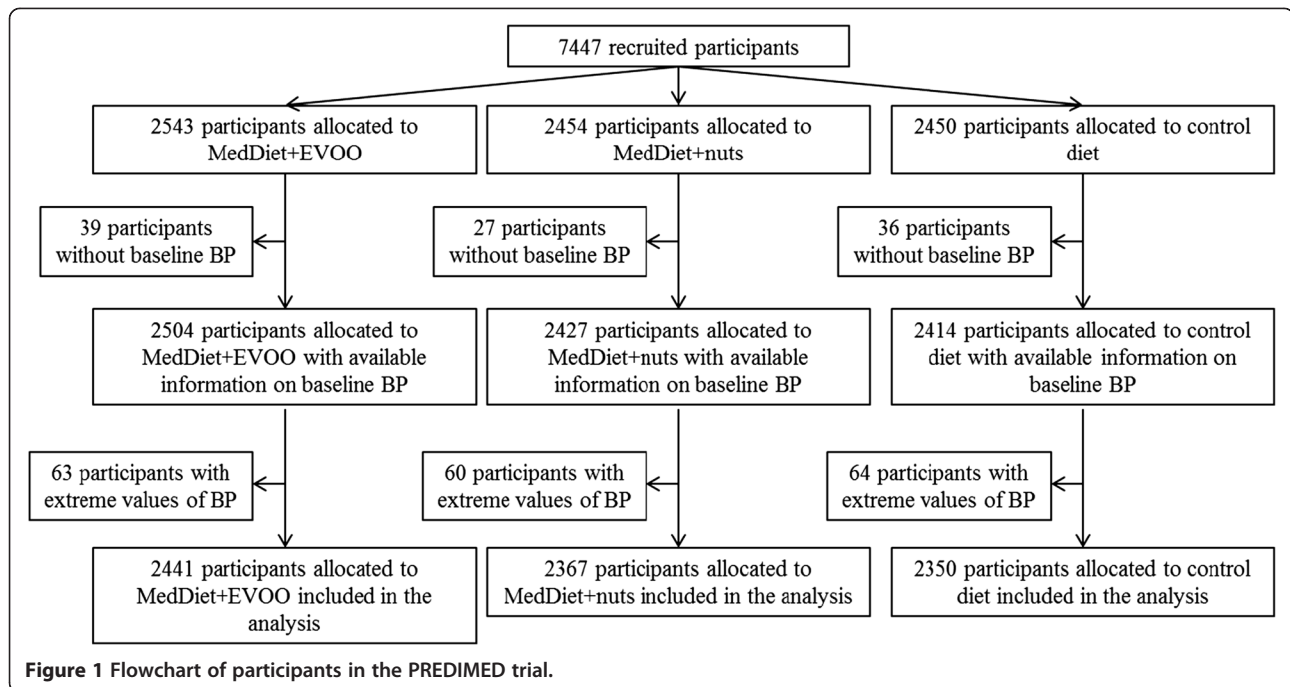 7447 recruited participants
2543 participants allocated to
MedDiet+EVOO
2454 participants allocated to
MedDiet+nuts
2450 participants allocated to control
diet
39 participants
without baseline BP
27 participants
without baseline BP
36 participants
without baseline BP
2504 participants allocated to
MedDiet+EVOO with available
information on baseline BP
2427 participants allocated to
MedDiet+nuts with available
information on baseline BP
2414 participants allocated to control
diet with available information on
baseline BP
63 participants with
extreme values of BP
60 participants with
extreme values of BP
64 participants with
extreme values of BP
2441 participants allocated to
MedDiet+EVOO included in the
analysis
2367 participants allocated to
MedDiet+nuts included in the analysis
2350 participants allocated to control
diet included in the analysis
Figure 1 Flowchart of participants in the PREDIMED trial.